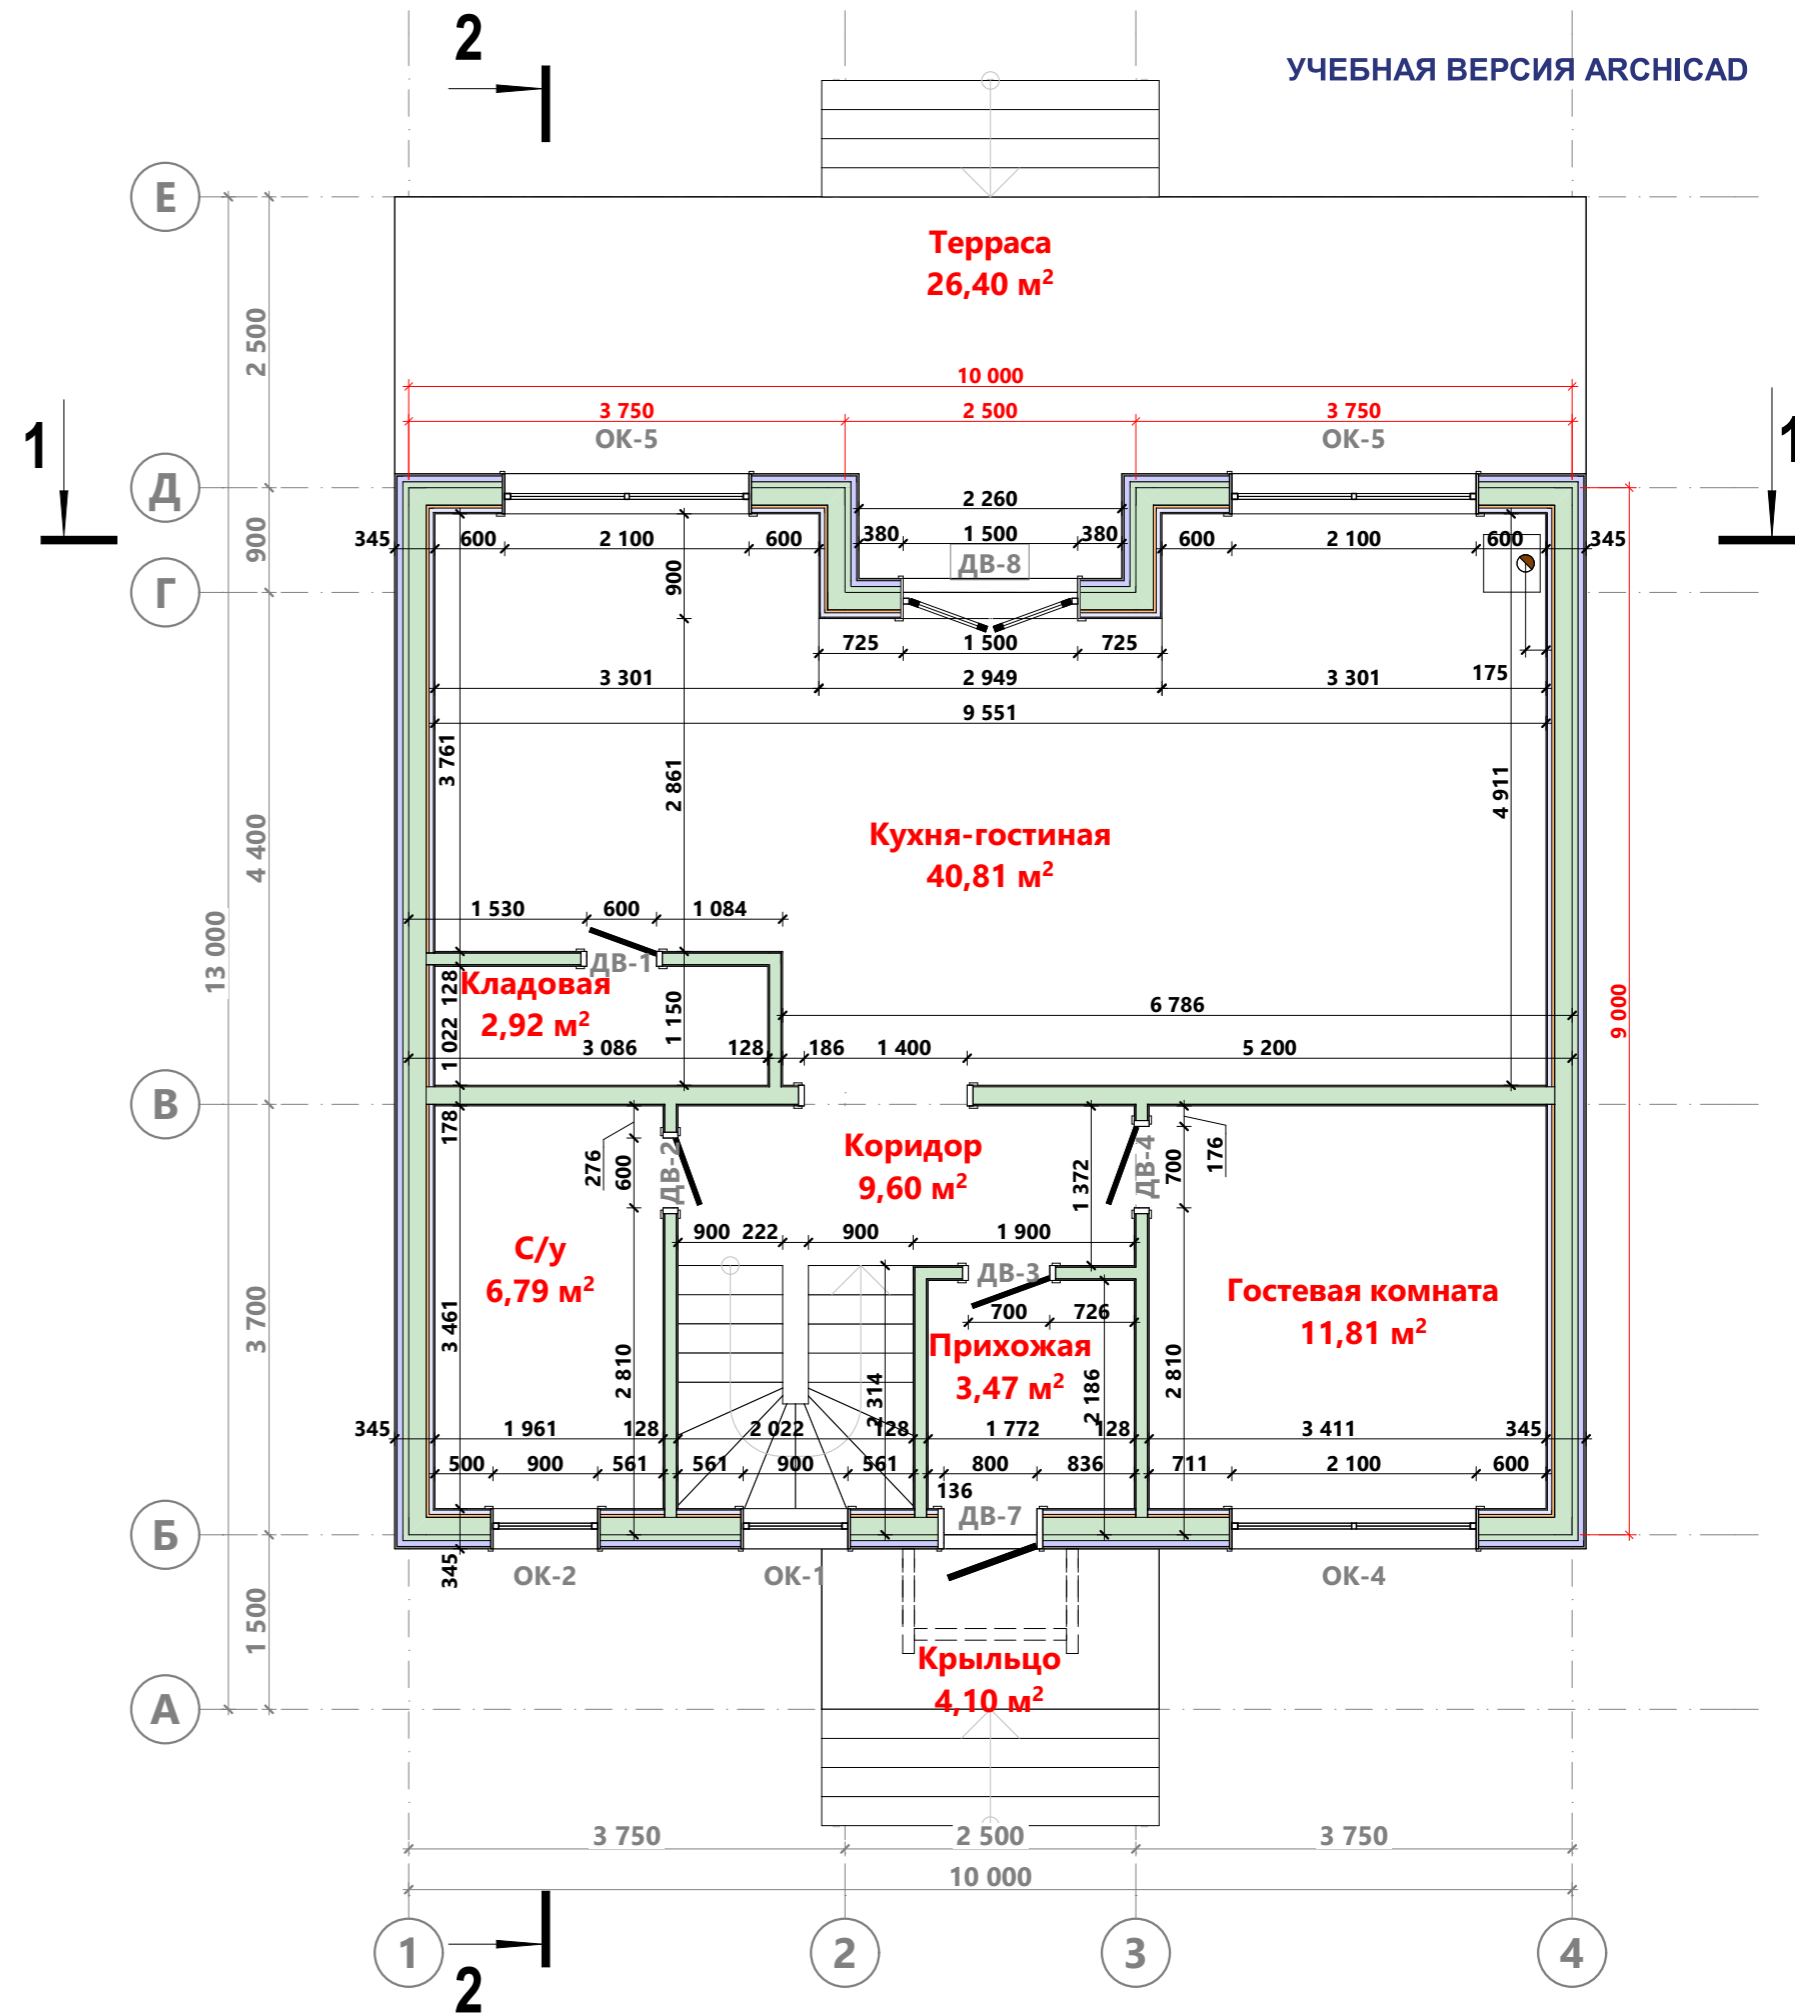 2
УЧЕБНАЯ ВЕРСИЯ ARCHICAD
Е
Терраса
26,40 м²
2 500
10 000
3 750 2 500 3 750
ОК-5 ОК-5
1 1
Д
2 260
345 600 2 100 600 380 1 500 380 600 2 100 600 345
900 900
ДВ-8
Г
725 1 500 725
3 301 2 949 3 301 175
9 551
3 761 2 861 4 911
Кухня-гостиная
40,81 м²
4 400
13 000
1 530 600 1 084
ДВ-1
Кладовая
2,92 м²
128
1 022
1 150
6 786
9 000
3 086 128 186 1 400 5 200
В
178
276
600
ДВ-2
Коридор
9,60 м²
1 372
ДВ-4
700
176
900 222 900 1 900
С/у
6,79 м²
ДВ-3
700 726
Гостевая комната
11,81 м²
3 700
3 461
2 810
Прихожая
3,47 м²
2 314
2 186
2 810
345 1 961 128 2 022 128 1 772 128 3 411 345
500 900 561 561 900 561 800 836 711 2 100 600
136
ДВ-7
Б
345
ОК-2 ОК-1 ОК-4
1 500
Крыльцо
4,10 м²
А
3 750 2 500 3 750
10 000
1 2 3 4
2